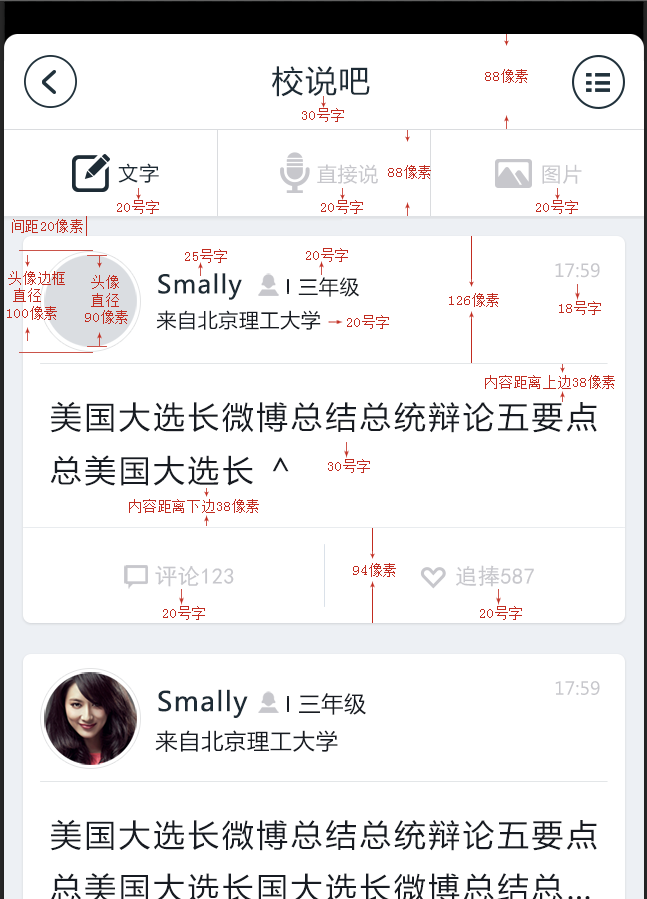 校说吧
88像素
30号字
文字
直接说
88像素
图片
20号字
20号字
20号字
间距20像素
25号字
20号字
头像边框
直径
100像素
头像
直径
90像素
Smally
三年级
17:59
126像素
18号字
来自北京理工大学
20号字
内容距离上边38像素
美国大选长微博总结总统辩论五要点
总美国大选长 ^
30号字
内容距离下边38像素
评论123
94像素
追捧587
20号字
20号字
Smally
三年级
17:59
来自北京理工大学
美国大选长微博总结总统辩论五要点
总美国大选长国大选长微博总结总...